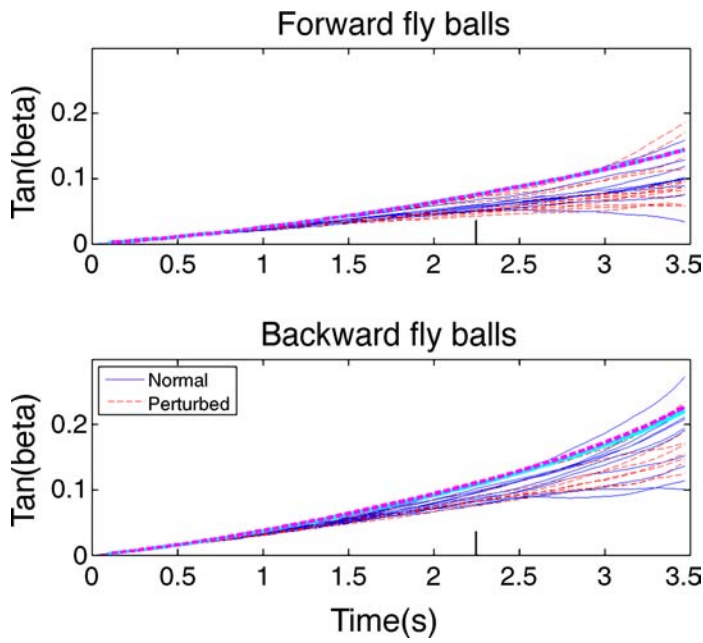 Forward fly balls
Tan(beta)
0.2
0.1
0
0 0.5 1 1.5 2 2.5 3 3.5
Backward fly balls
Normal
Perturbed
Tan(beta)
0.2
0.1
0
0 0.5 1 1.5 2 2.5 3 3.5
Time(s)